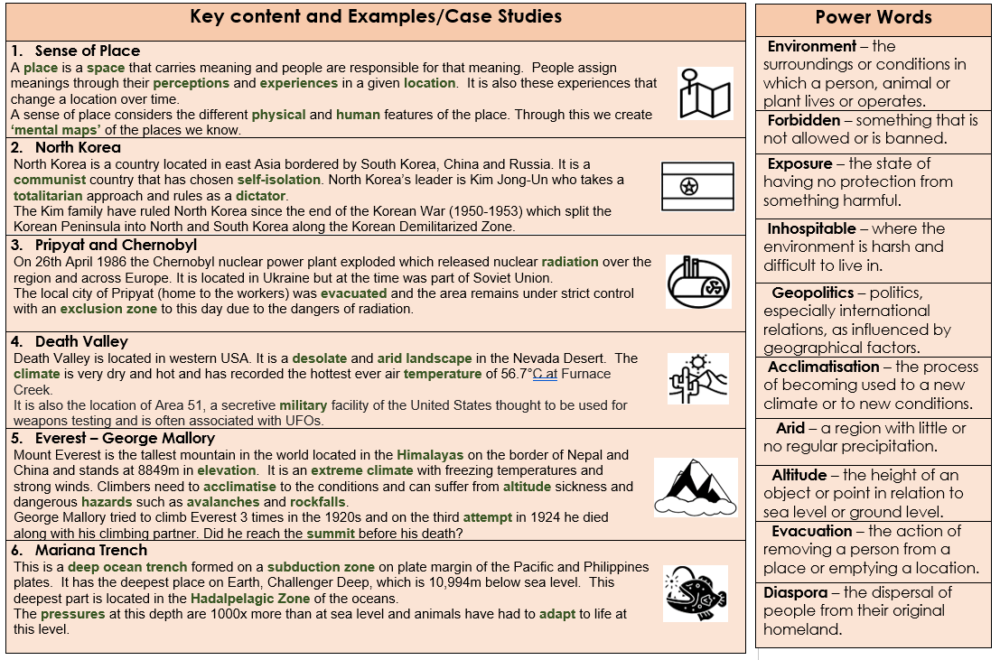 Key content and Examples/Case Studies
1. Sense of Place
A place is a space that carries meaning and people are responsible for that meaning. People assign
meanings through their perceptions and experiences in a given location. It is also these experiences that
change a location over time.
A sense of place considers the different physical and human features of the place. Through this we create
‘mental maps’ of the places we know.
2. North Korea
North Korea is a country located in east Asia bordered by South Korea, China and Russia. It is a
communist country that has chosen self-isolation. North Korea’s leader is Kim Jong-Un who takes a
totalitarian approach and rules as a dictator.
The Kim family have ruled North Korea since the end of the Korean War (1950-1953) which split the
Korean Peninsula into North and South Korea along the Korean Demilitarized Zone.
3. Pripyat and Chernobyl
On 26th April 1986 the Chernobyl nuclear power plant exploded which released nuclear radiation over the
region and across Europe. It is located in Ukraine but at the time was part of Soviet Union.
The local city of Pripyat (home to the workers) was evacuated and the area remains under strict control
with an exclusion zone to this day due to the dangers of radiation.
4. Death Valley
Death Valley is located in western USA. It is a desolate and arid landscape in the Nevada Desert. The
climate is very dry and hot and has recorded the hottest ever air temperature of 56.7°C at Furnace
Creek.
It is also the location of Area 51, a secretive military facility of the United States thought to be used for
weapons testing and is often associated with UFOs.
5. Everest – George Mallory
Mount Everest is the tallest mountain in the world located in the Himalayas on the border of Nepal and
China and stands at 8849m in elevation. It is an extreme climate with freezing temperatures and
strong winds. Climbers need to acclimatise to the conditions and can suffer from altitude sickness and
dangerous hazards such as avalanches and rockfalls.
George Mallory tried to climb Everest 3 times in the 1920s and on the third attempt in 1924 he died
along with his climbing partner. Did he reach the summit before his death?
6. Mariana Trench
This is a deep ocean trench formed on a subduction zone on plate margin of the Pacific and Philippines
plates. It has the deepest place on Earth, Challenger Deep, which is 10,994m below sea level. This
deepest part is located in the Hadalpelagic Zone of the oceans.
The pressures at this depth are 1000x more than at sea level and animals have had to adapt to life at
this level.
Power Words
Environment – the
surroundings or conditions in
which a person, animal or
plant lives or operates.
Forbidden – something that is
not allowed or is banned.
Exposure – the state of
having no protection from
something harmful.
Inhospitable – where the
environment is harsh and
difficult to live in.
Geopolitics – politics,
especially international
relations, as influenced by
geographical factors.
Acclimatisation – the process
of becoming used to a new
climate or to new conditions.
Arid – a region with little or
no regular precipitation.
Altitude – the height of an
object or point in relation to
sea level or ground level.
Evacuation – the action of
removing a person from a
place or emptying a location.
Diaspora – the dispersal of
people from their original
homeland.